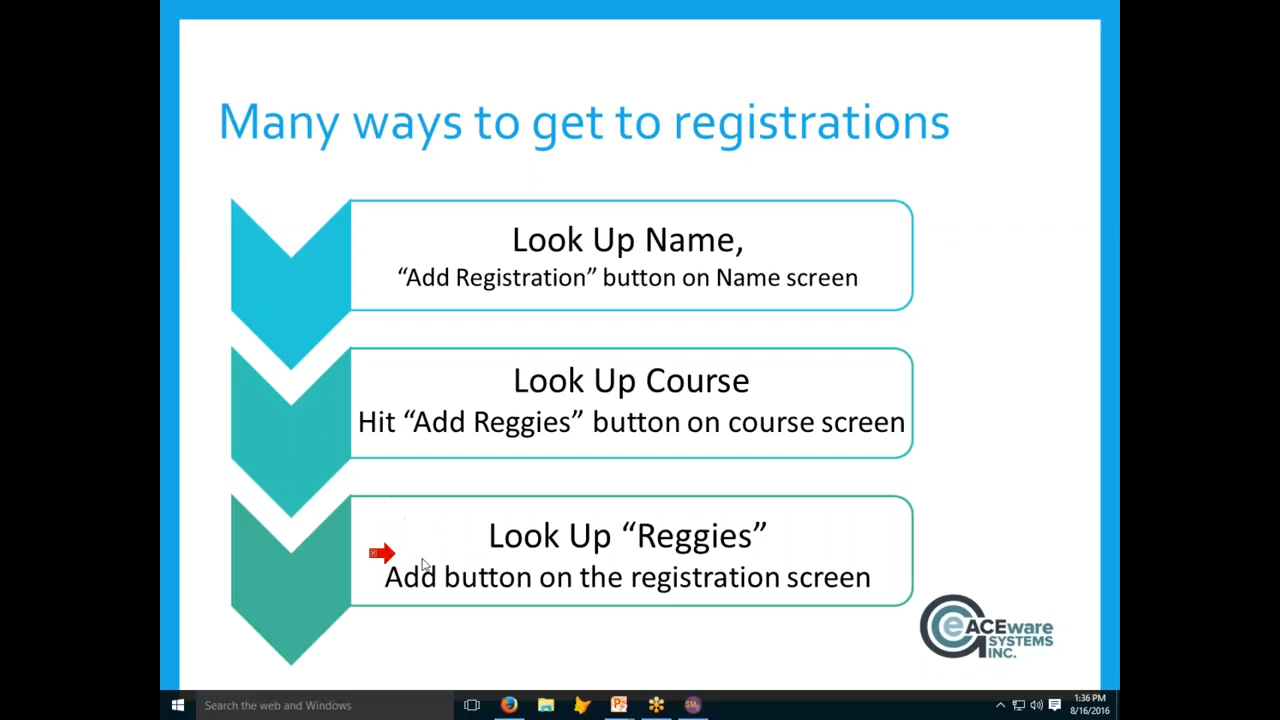 Many ways to get to registrations
Look Up Name,
“Add Registration” button on Name screen
Look Up Course
Hit “Add Reggies” button on course screen
Look Up “Reggies”
Add button on the registration screen
ACEware
SYSTEMS
INC.
Search the web and Windows
1:36 PM
8/16/2016